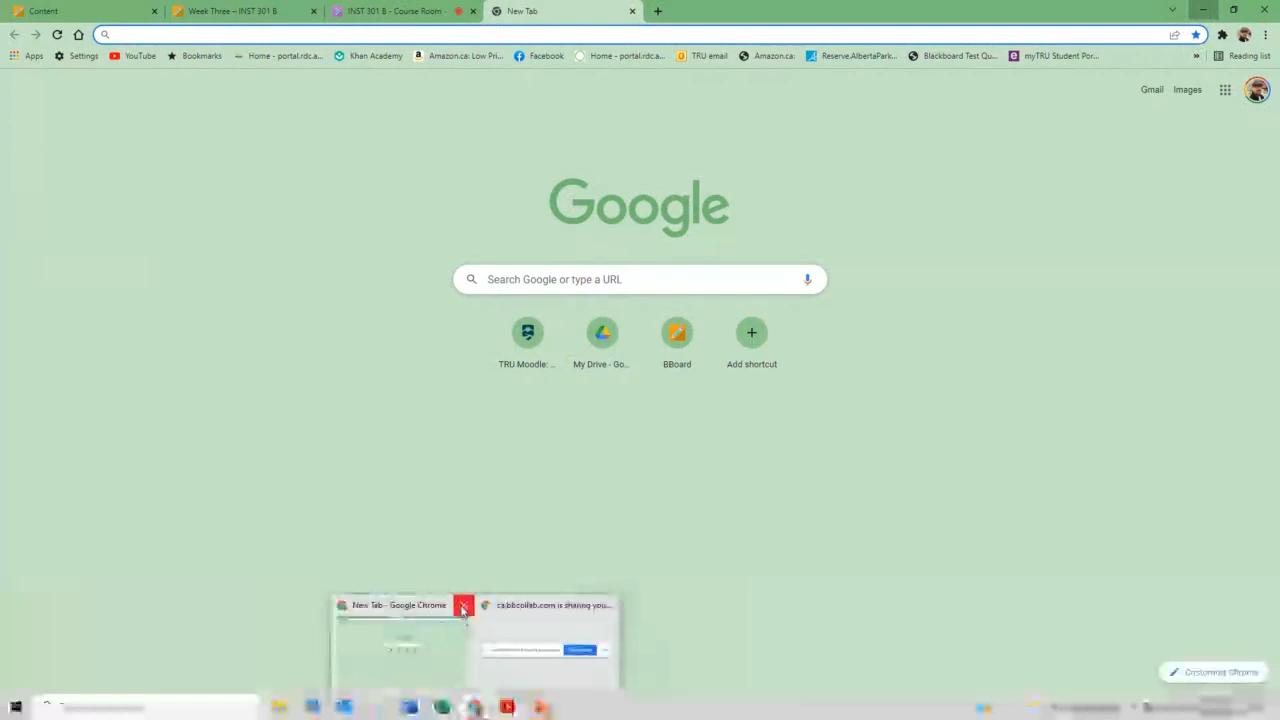 Content
Week Three – INST 301 B
INST 301 B - Course Room -
New Tab
Apps
Settings
YouTube
Bookmarks
Home - portal.rdc.a...
Khan Academy
Amazon.ca: Low Pri...
Facebook
Home - portal.rdc.a...
TRU email
Amazon.ca:
Reserve.AlbertaPark...
Blackboard Test Qu...
myTRU Student Por...
»
Reading list
Gmail
Images
Google
Search Google or type a URL
TRU Moodle: ...
My Drive - Go...
BBoard
Add shortcut
New Tab - Google Chrome
ca.bbcollab.com is sharing you...
Customize Chrome